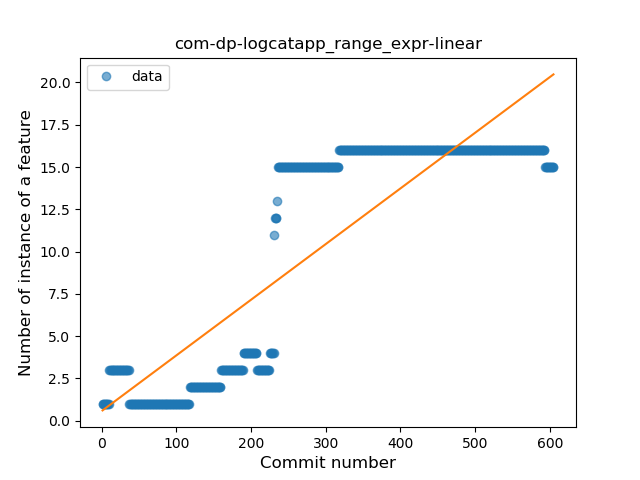 com-dp-logcatapp_range_expr-linear
data
Number of instance of a feature
20.0
17.5
15.0
12.5
10.0
7.5
5.0
2.5
0.0
0 100 200 300 400 500 600
Commit number